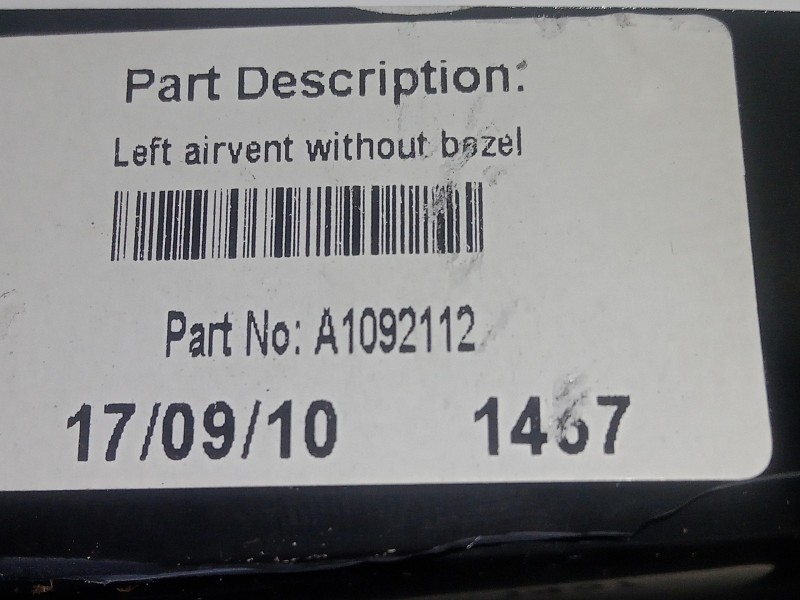 Part Description:
Left airvent without bezel
Part No: A1092112
17/09/10